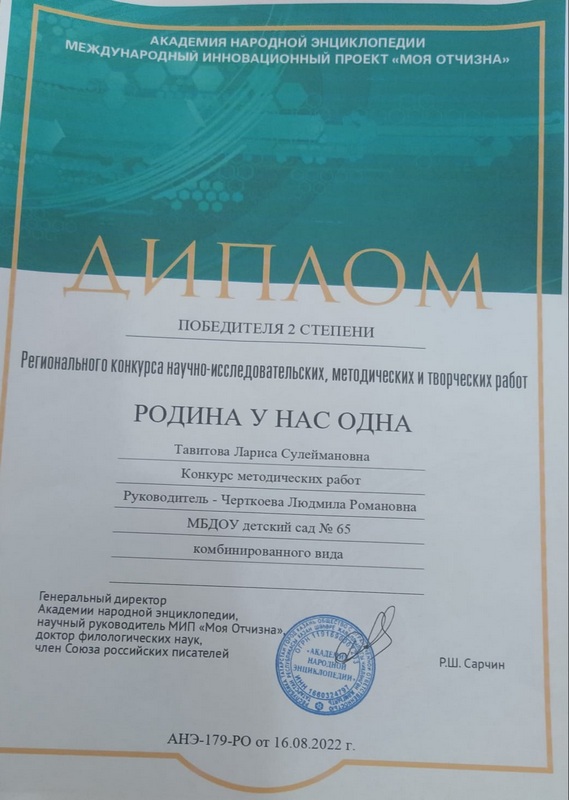 АКАДЕМИЯ НАРОДНОЙ ЭНЦИКЛОПЕДИИ
МЕЖДУНАРОДНЫЙ ИННОВАЦИОННЫЙ ПРОЕКТ «МОЯ ОТЧИЗНА»
ДИПЛОМ
ПОБЕДИТЕЛЯ 2 СТЕПЕНИ
Регионального конкурса научно-исследовательских, методических и творческих работ
РОДИНА У НАС ОДНА
Тавитова Лариса Сулеймановна
Конкурс методических работ
Руководитель - Черткоева Людмила Романовна
МБДОУ детский сад № 65
комбинированного вида
Генеральный директор
Академии народной энциклопедии,
научный руководитель МИП «Моя Отчизна»,
доктор филологических наук,
член Союза российских писателей
«АКАДЕМИЯ
НАРОДНОЙ
ЭНЦИКЛОПЕДИИ»
Р.Ш. Сарчин
АНЭ-179-РО от 16.08.2022 г.